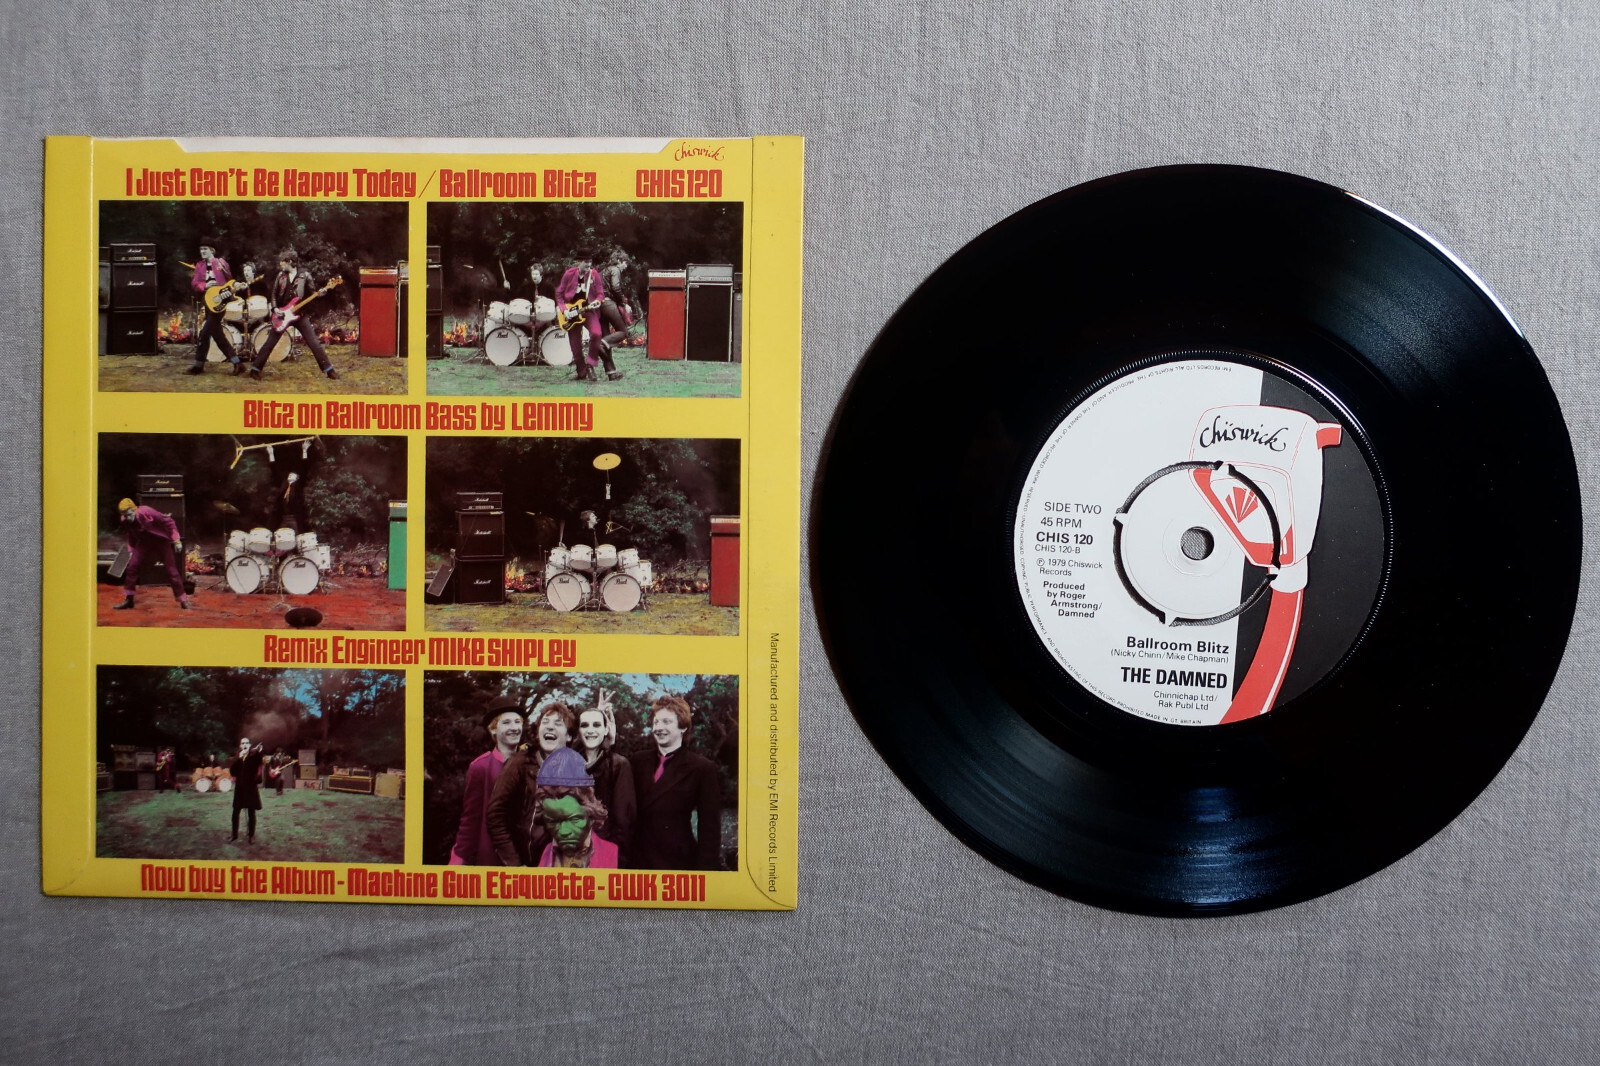 Chiswick
I Just Can't Be Happy Today / Ballroom Blitz CHIS 120
Blitz on Ballroom Bass by Lemmy
Remix Engineer Mike Shipley
Now buy the Album - Machine Gun Etiquette - CWK 3011
Manufactured and distributed by EMI Records Limited
Chiswick
SIDE TWO
45 RPM
CHIS 120
CHIS 120-B
℗ 1979 Chiswick
Records
Produced
by Roger
Armstrong/
Damned
Ballroom Blitz
(Nicky Chinn/Mike Chapman)
THE DAMNED
Chinnichap Ltd/
Rak Publ Ltd